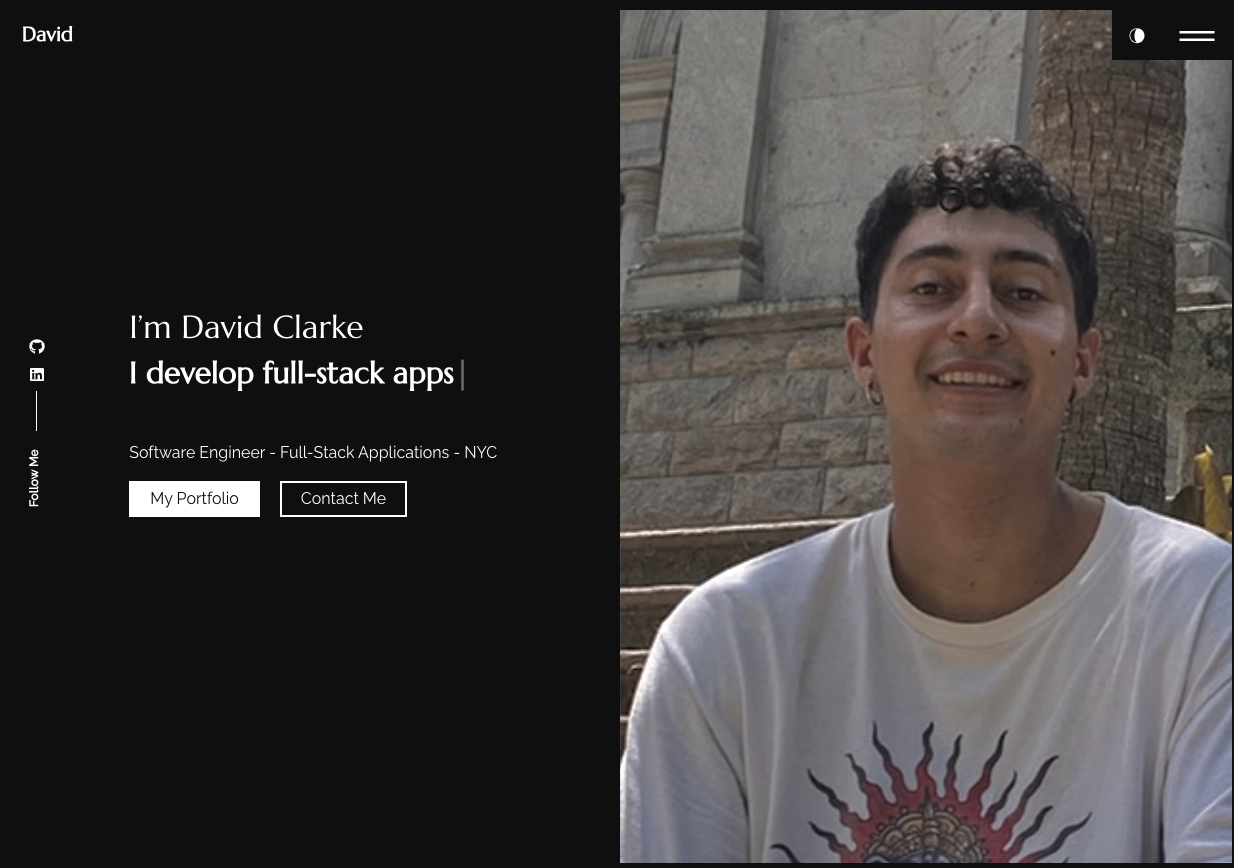 David
I’m David Clarke
I develop full-stack apps
Software Engineer - Full-Stack Applications - NYC
My Portfolio
Contact Me
Follow Me